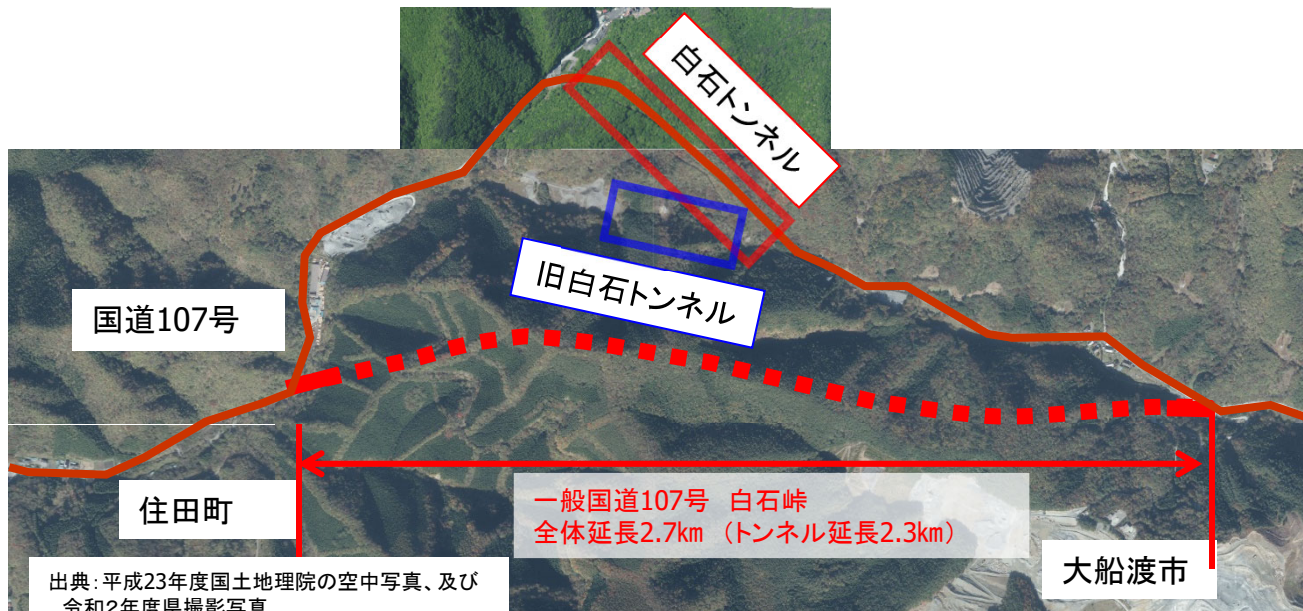 白石トンネル
旧白石トンネル
国道107号
住田町
一般国道107号 白石峠
全体延長2.7km (トンネル延長2.3km)
大船渡市
出典:平成23年度国土地理院の空中写真、及び
令和2年度県撮影写真